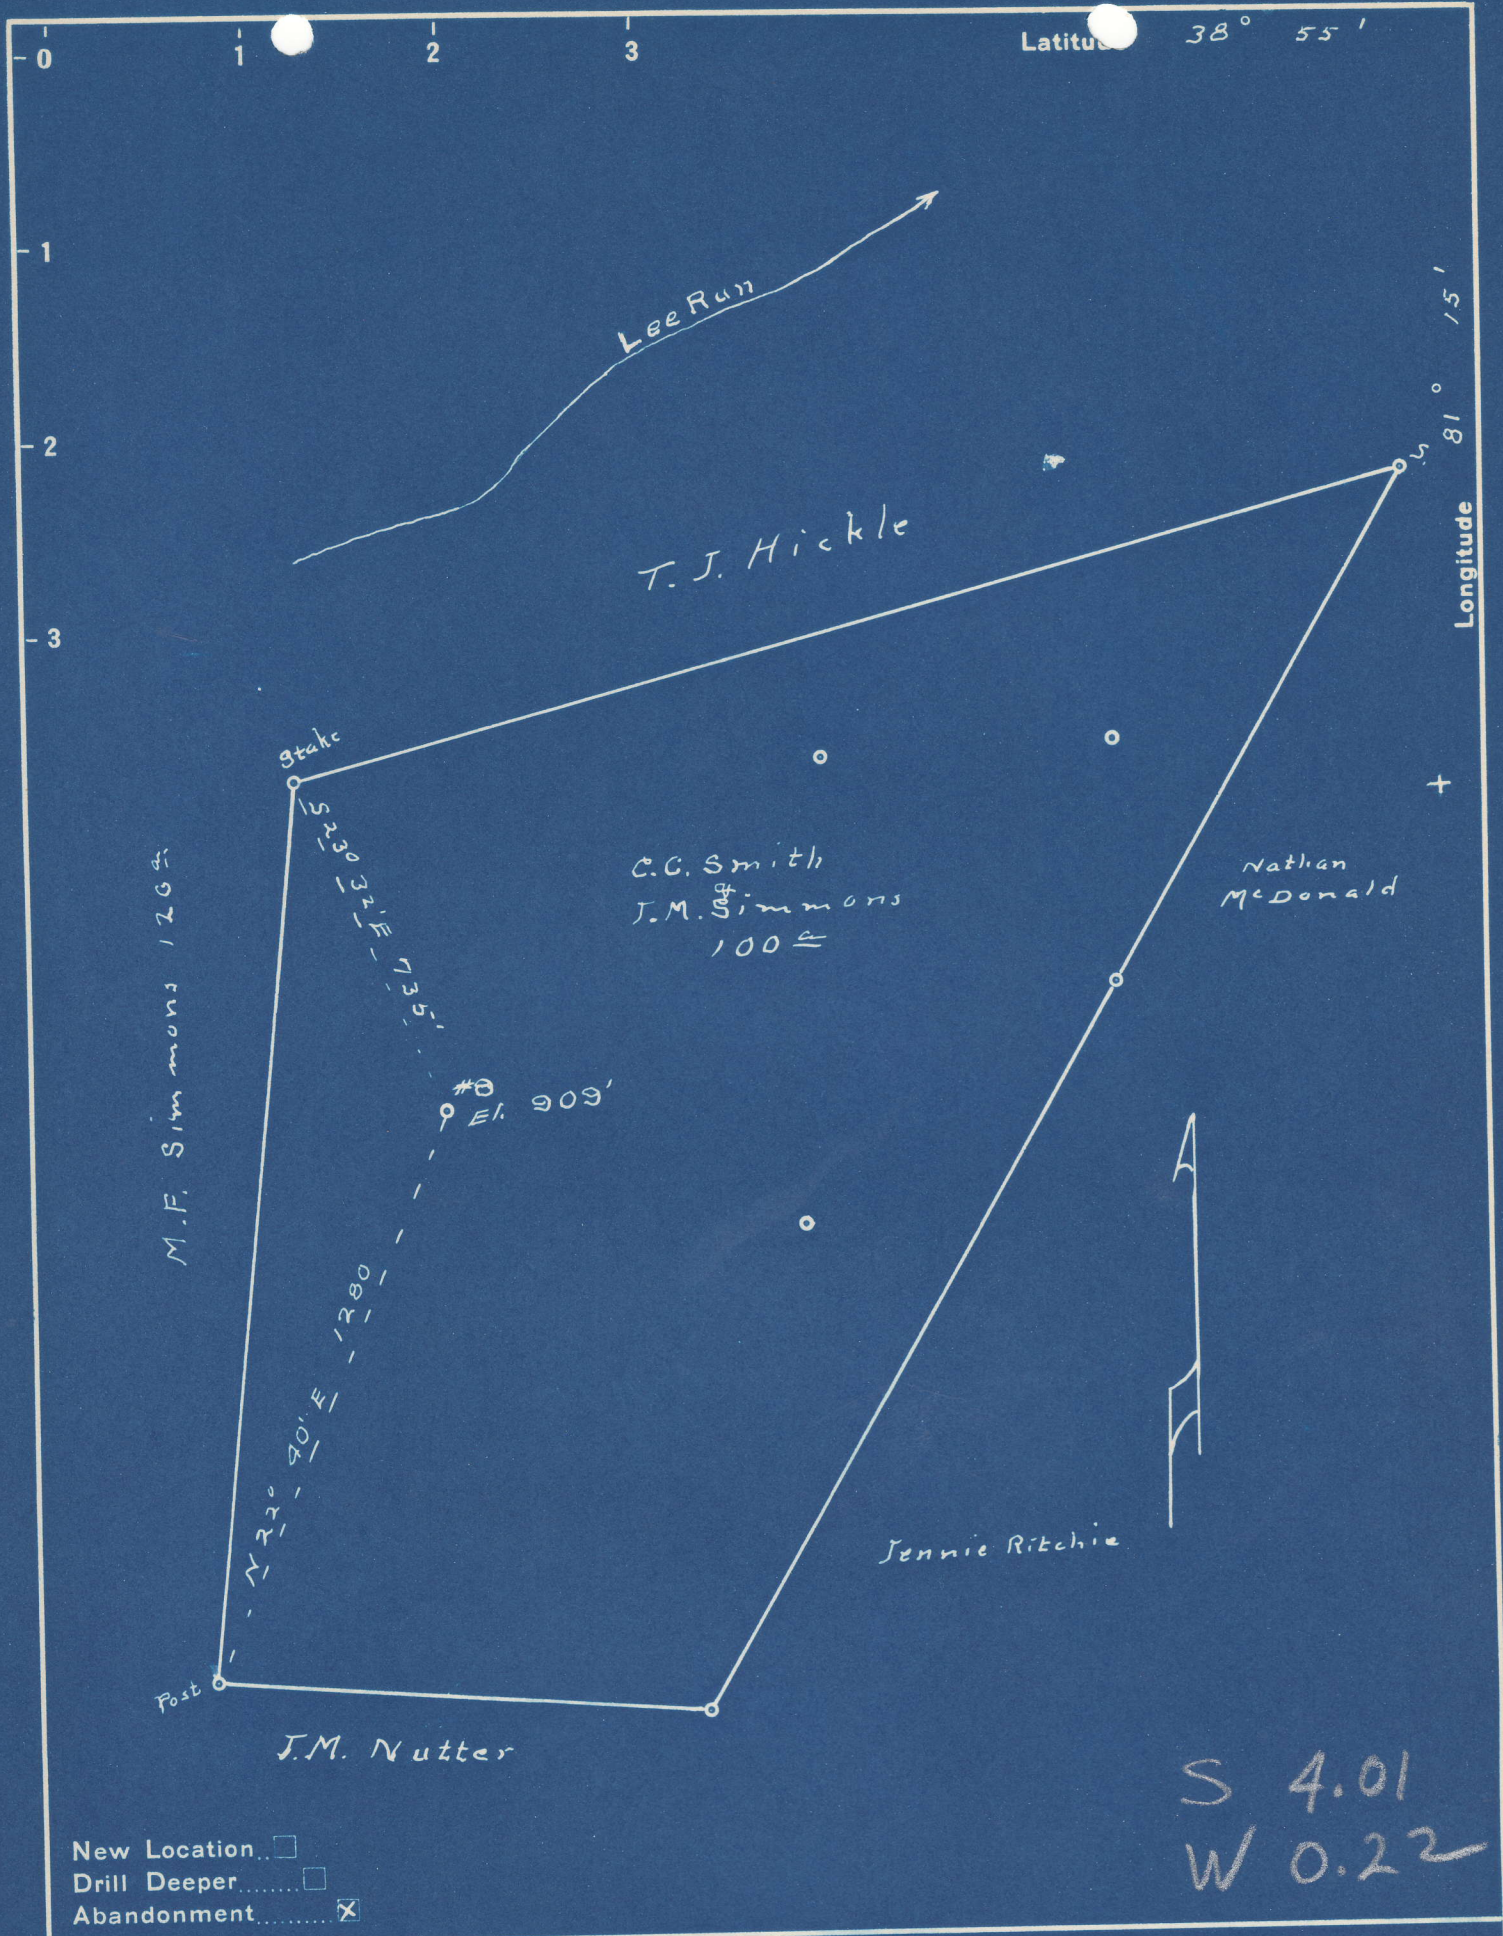 0 1 2 3
Latitu 38° 55'
1
2
3
81° 15'
Longitude
Lee Run
T. J. Hickle
S.
Stake
S 23° 32' E 735'
C.C. Smith
&
J.M. Simmons
100 a
Nathan
McDonald
M.F. Simmons 120 a
#8
El. 909'
N 22° 40' E 1280
Jennie Ritchie
Post
J.M. Nutter
S 4.01
W 0.22
New Location
Drill Deeper
Abandonment X